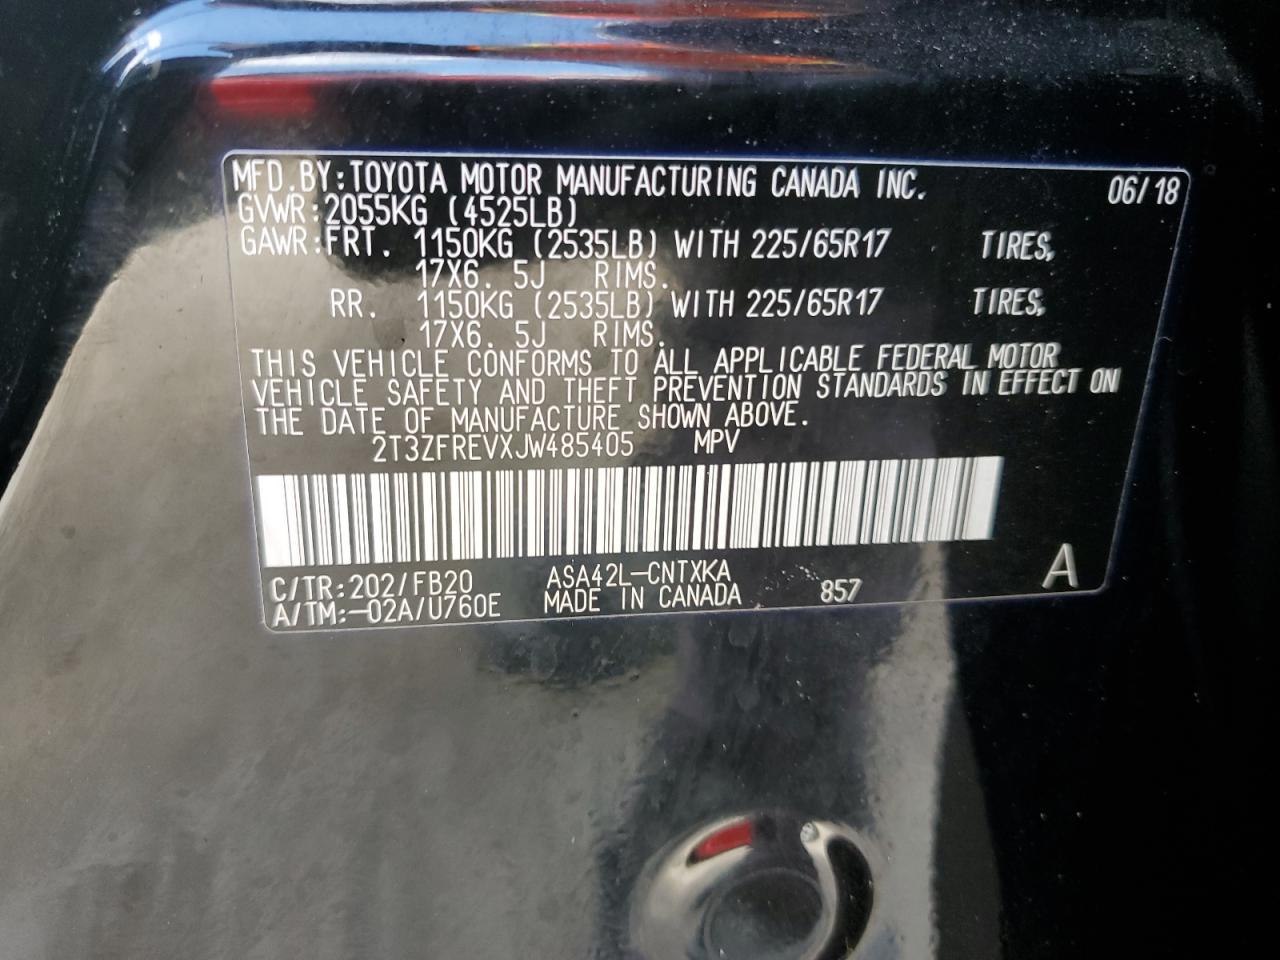 MFD.BY:TOYOTA MOTOR MANUFACTURING CANADA INC. 06/18
GVWR:2055KG (4525LB)
GAWR:FRT. 1150KG (2535LB) WITH 225/65R17 TIRES,
17X6. 5J RIMS.
RR. 1150KG (2535LB) WITH 225/65R17 TIRES,
17X6. 5J RIMS.
THIS VEHICLE CONFORMS TO ALL APPLICABLE FEDERAL MOTOR
VEHICLE SAFETY AND THEFT PREVENTION STANDARDS IN EFFECT ON
THE DATE OF MANUFACTURE SHOWN ABOVE.
2T3ZFREVXJW485405 MPV
C/TR:202/FB20 ASA42L-CNTXKA A
A/TM:-02A/U760E MADE IN CANADA 857